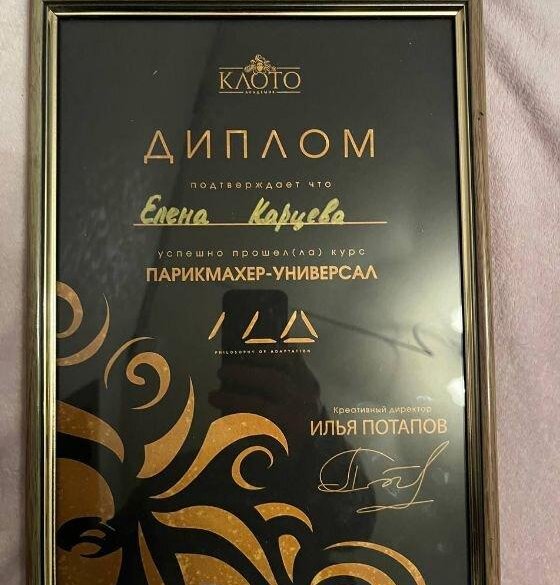 КЛОТО
АКАДЕМИЯ
ДИПЛОМ
подтверждает что
Елена Карцева
успешно прошел(ла) курс
ПАРИКМАХЕР-УНИВЕРСАЛ
PHILOSOPHY OF ADAPTATION
Креативный директор
ИЛЬЯ ПОТАПОВ